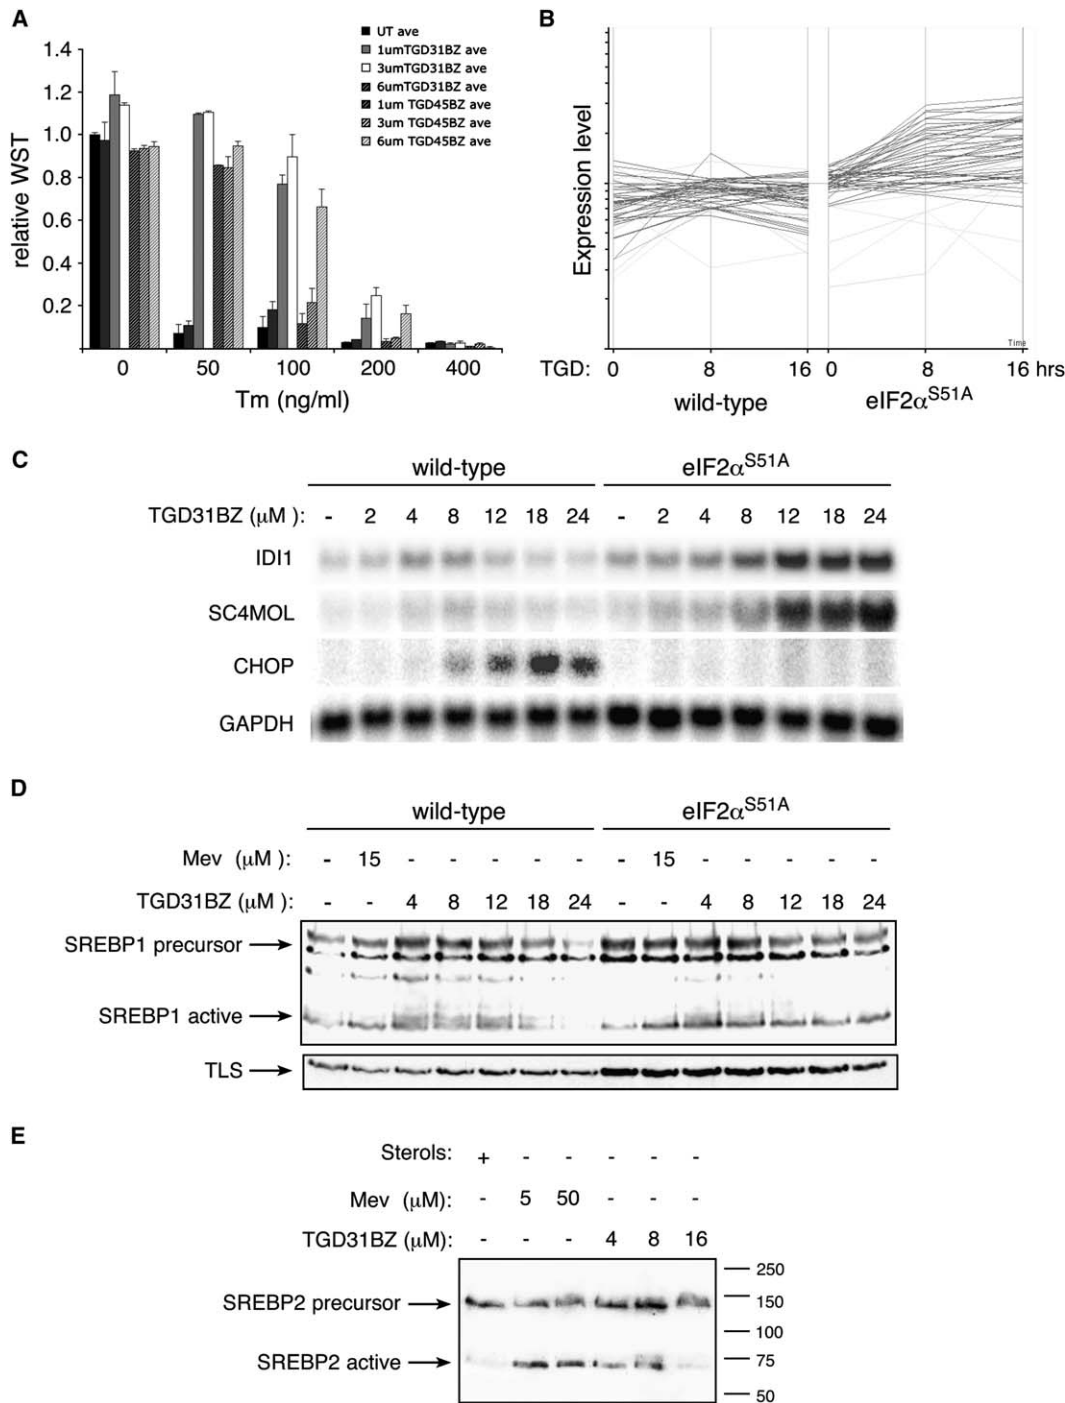 A
UT ave
1umTGD31BZ ave
3umTGD31BZ ave
6umTGD31BZ ave
1um TGD45BZ ave
3um TGD45BZ ave
6um TGD45BZ ave
1.4
1.2
1.0
0.8
0.6
0.4
0.2
relative WST
0 50 100 200 400
Tm (ng/ml)
B
Expression level
Time
TGD: 0 8 16 0 8 16 hrs
wild-type eIF2α^S51A
C
wild-type eIF2α^S51A
TGD31BZ (μM ): - 2 4 8 12 18 24 - 2 4 8 12 18 24
IDI1
SC4MOL
CHOP
GAPDH
D
wild-type eIF2α^S51A
Mev (μM ): - 15 - - - - - - 15 - - - - -
TGD31BZ (μM ): - - 4 8 12 18 24 - - 4 8 12 18 24
SREBP1 precursor
SREBP1 active
TLS
E
Sterols: + - - - - -
Mev (μM): - 5 50 - - -
TGD31BZ (μM): - - - 4 8 16
SREBP2 precursor
SREBP2 active
250
150
100
75
50